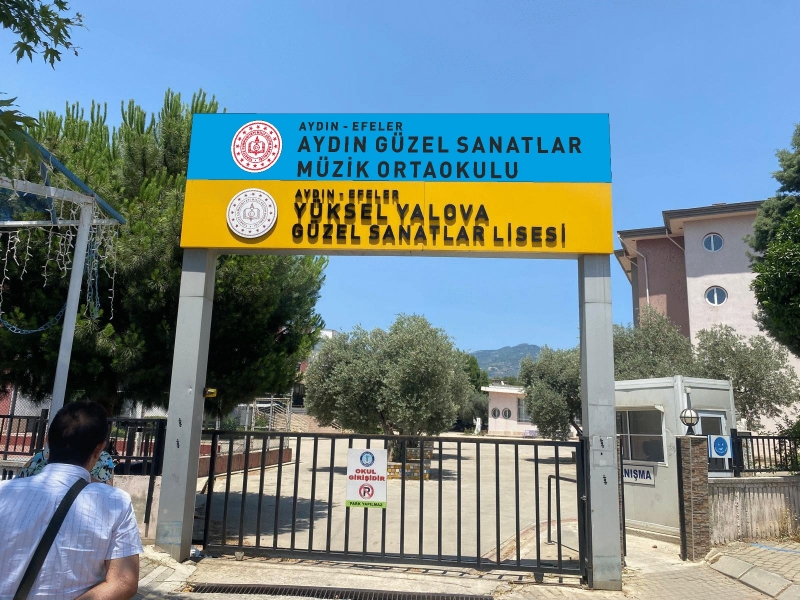 AYDIN - EFELER
AYDIN GÜZEL SANATLAR
MÜZİK ORTAOKULU
AYDIN - EFELER
YÜKSEL YALOVA
GÜZEL SANATLAR LİSESİ
OKUL
GİRİŞİDİR
P
PARK YAPILMAZ
NIŞMA